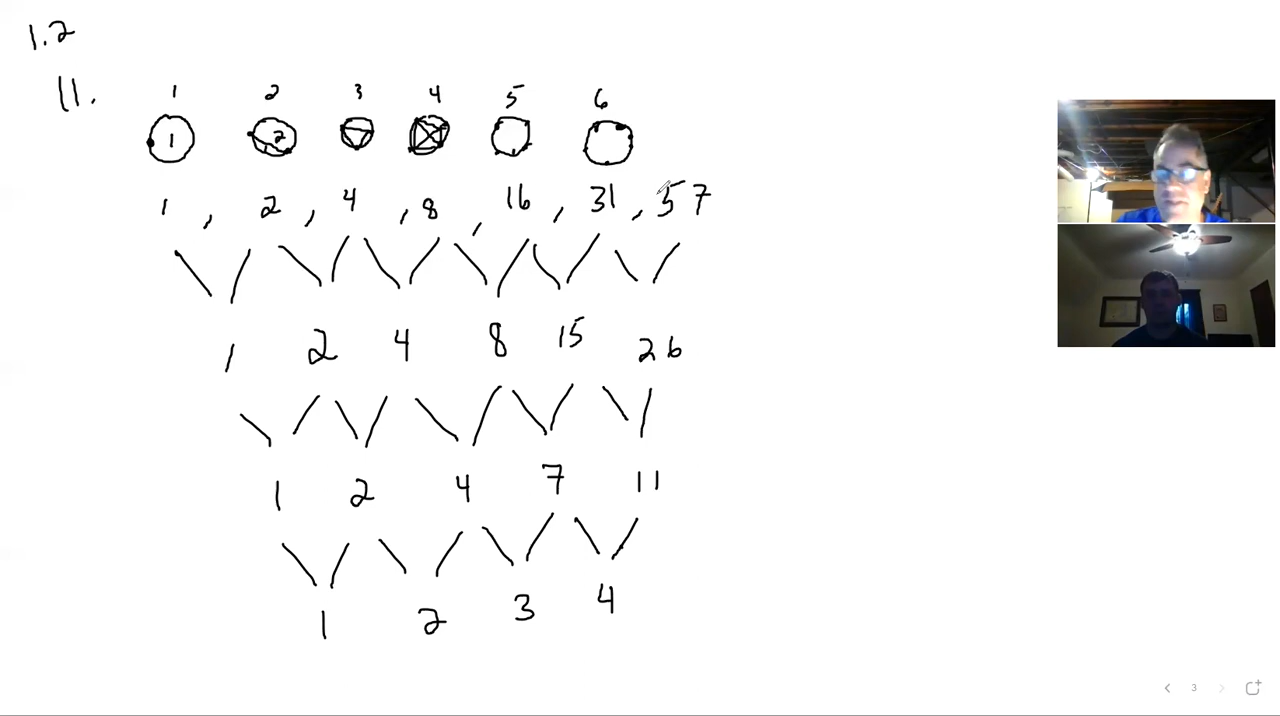 1.2
11.
1 2 3 4 5 6
1 2
1, 2, 4, 8, 16, 31, 57
1 2 4 8 15 26
1 2 4 7 11
1 2 3 4
3